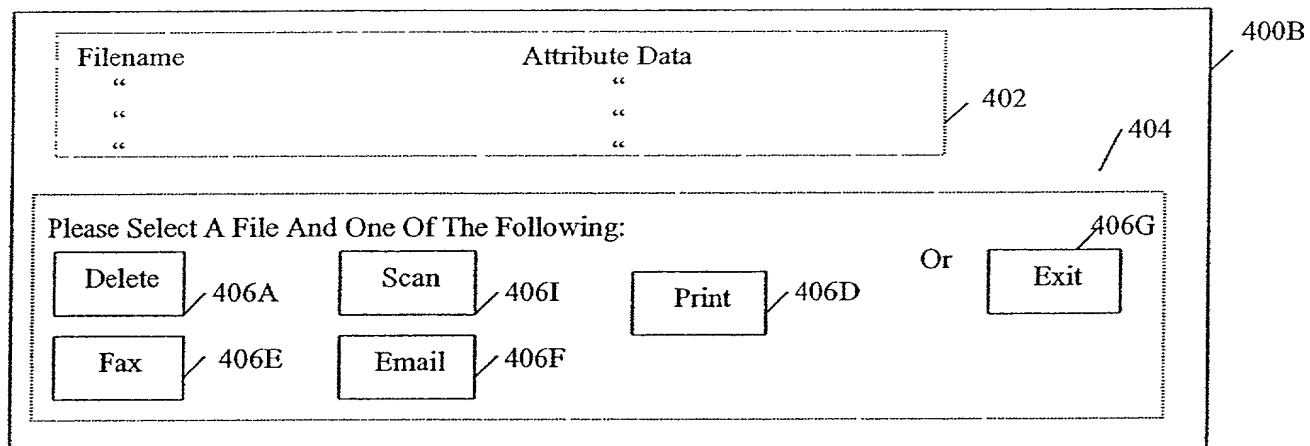 400B
Filename Attribute Data
“ “
“ “
“ “
402
404
Please Select A File And One Of The Following:
406G
Delete 406A Scan 406I Print 406D Or Exit
Fax 406E Email 406F